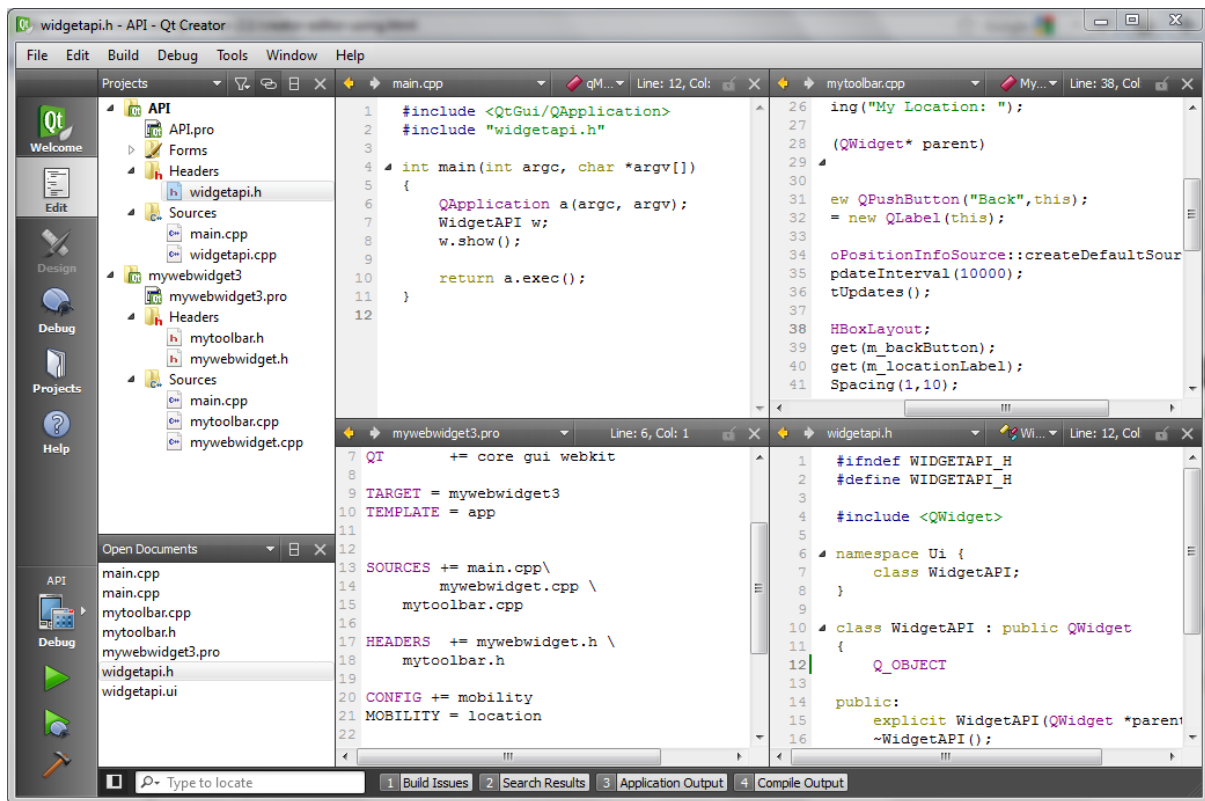 widgetapi.h - API - Qt Creator
File Edit Build Debug Tools Window Help
Projects
Welcome
Edit
Design
Debug
Projects
Help
API
Debug
API
API.pro
Forms
Headers
widgetapi.h
Sources
main.cpp
widgetapi.cpp
mywebwidget3
mywebwidget3.pro
Headers
mytoolbar.h
mywebwidget.h
Sources
main.cpp
mytoolbar.cpp
mywebwidget.cpp
Open Documents
main.cpp
main.cpp
mytoolbar.cpp
mytoolbar.h
mywebwidget3.pro
widgetapi.h
widgetapi.ui
main.cpp qM... Line: 12, Col:
1 #include <QtGui/QApplication>
2 #include "widgetapi.h"
3
4 int main(int argc, char *argv[])
5 {
6 QApplication a(argc, argv);
7 WidgetAPI w;
8 w.show();
9
10 return a.exec();
11 }
12
mytoolbar.cpp My... Line: 38, Col
26 ing("My Location: ");
27
28 (QWidget* parent)
29
30
31 ew QPushButton("Back",this);
32 = new QLabel(this);
33
34 oPositionInfoSource::createDefaultSour
35 pdateInterval(10000);
36 tUpdates();
37
38 HBoxLayout;
39 get(m_backButton);
40 get(m_locationLabel);
41 Spacing(1,10);
mywebwidget3.pro Line: 6, Col: 1
7 QT += core gui webkit
8
9 TARGET = mywebwidget3
10 TEMPLATE = app
11
12
13 SOURCES += main.cpp\
14 mywebwidget.cpp \
15 mytoolbar.cpp
16
17 HEADERS += mywebwidget.h \
18 mytoolbar.h
19
20 CONFIG += mobility
21 MOBILITY = location
22
widgetapi.h Wi... Line: 12, Col
1 #ifndef WIDGETAPI_H
2 #define WIDGETAPI_H
3
4 #include <QWidget>
5
6 namespace Ui {
7 class WidgetAPI;
8 }
9
10 class WidgetAPI : public QWidget
11 {
12 Q_OBJECT
13
14 public:
15 explicit WidgetAPI(QWidget *parent
16 ~WidgetAPI();
Type to locate 1 Build Issues 2 Search Results 3 Application Output 4 Compile Output